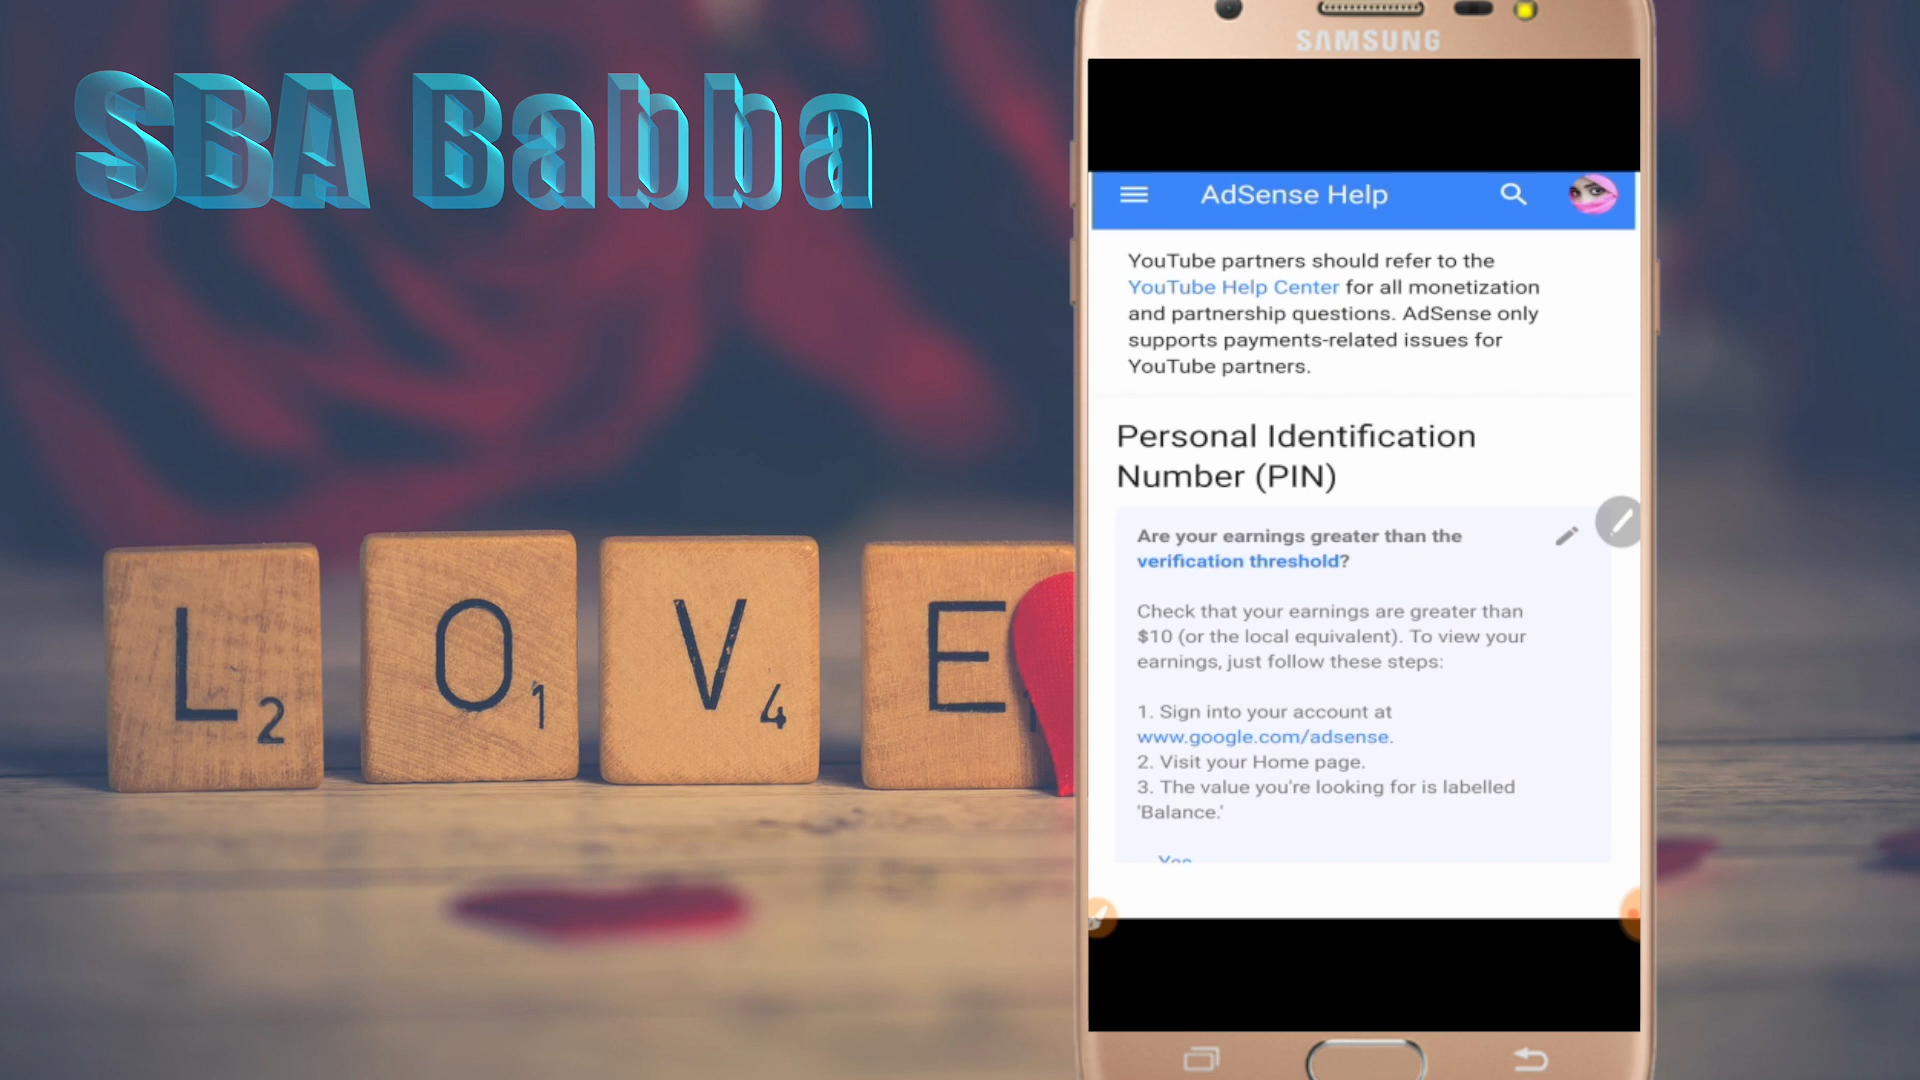 SBA Babba
L2
O1
V4
E1
SAMSUNG
AdSense Help
YouTube partners should refer to the
YouTube Help Center for all monetization
and partnership questions. AdSense only
supports payments-related issues for
YouTube partners.
Personal Identification
Number (PIN)
Are your earnings greater than the
verification threshold?
Check that your earnings are greater than
$10 (or the local equivalent). To view your
earnings, just follow these steps:
1. Sign into your account at
www.google.com/adsense.
2. Visit your Home page.
3. The value you're looking for is labelled
'Balance.'
Yes